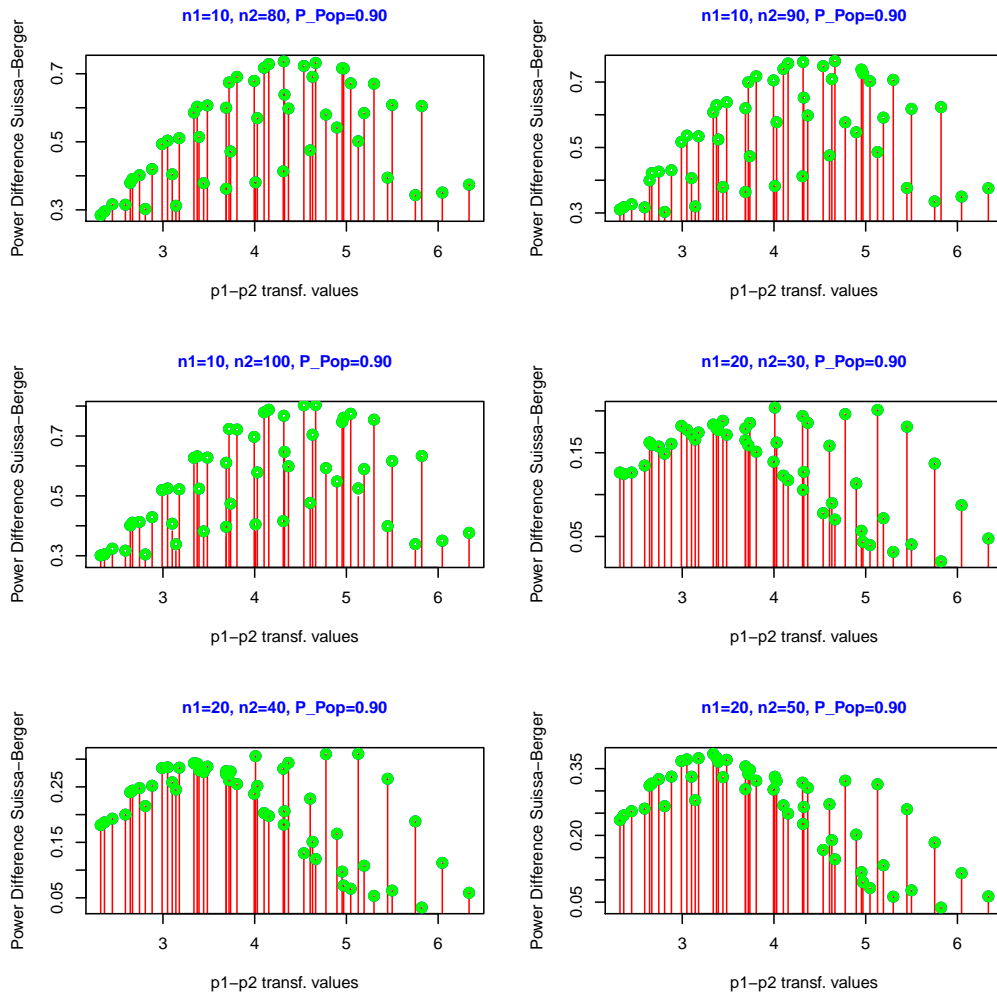 n1=10, n2=80, P_Pop=0.90
Power Difference Suissa−Berger
0.3 0.5 0.7
3 4 5 6
p1−p2 transf. values
n1=10, n2=90, P_Pop=0.90
Power Difference Suissa−Berger
0.3 0.5 0.7
3 4 5 6
p1−p2 transf. values
n1=10, n2=100, P_Pop=0.90
Power Difference Suissa−Berger
0.3 0.5 0.7
3 4 5 6
p1−p2 transf. values
n1=20, n2=30, P_Pop=0.90
Power Difference Suissa−Berger
0.05 0.15
3 4 5 6
p1−p2 transf. values
n1=20, n2=40, P_Pop=0.90
Power Difference Suissa−Berger
0.05 0.15 0.25
3 4 5 6
p1−p2 transf. values
n1=20, n2=50, P_Pop=0.90
Power Difference Suissa−Berger
0.05 0.20 0.35
3 4 5 6
p1−p2 transf. values